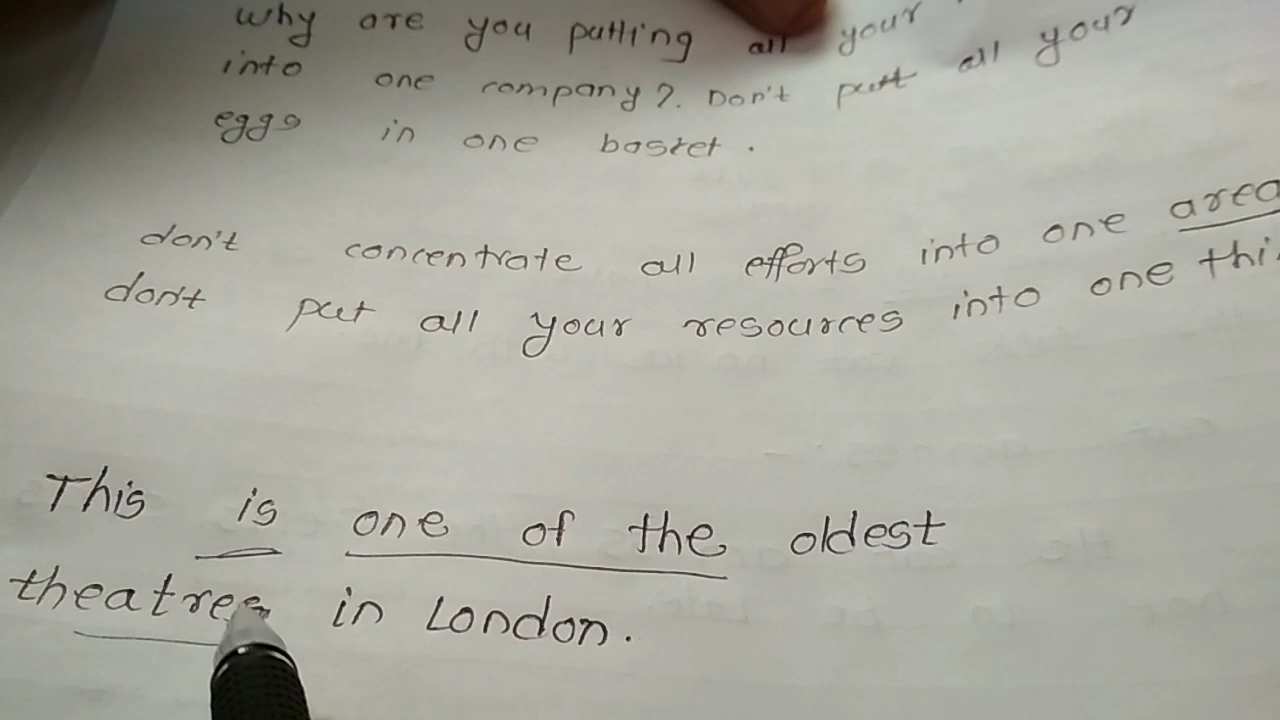 why are you putting all your
into one company?. Don't put all your
eggs in one basket.
don't concentrate all efforts into one area
don't put all your resources into one
This is one of the oldest
theatres in London.